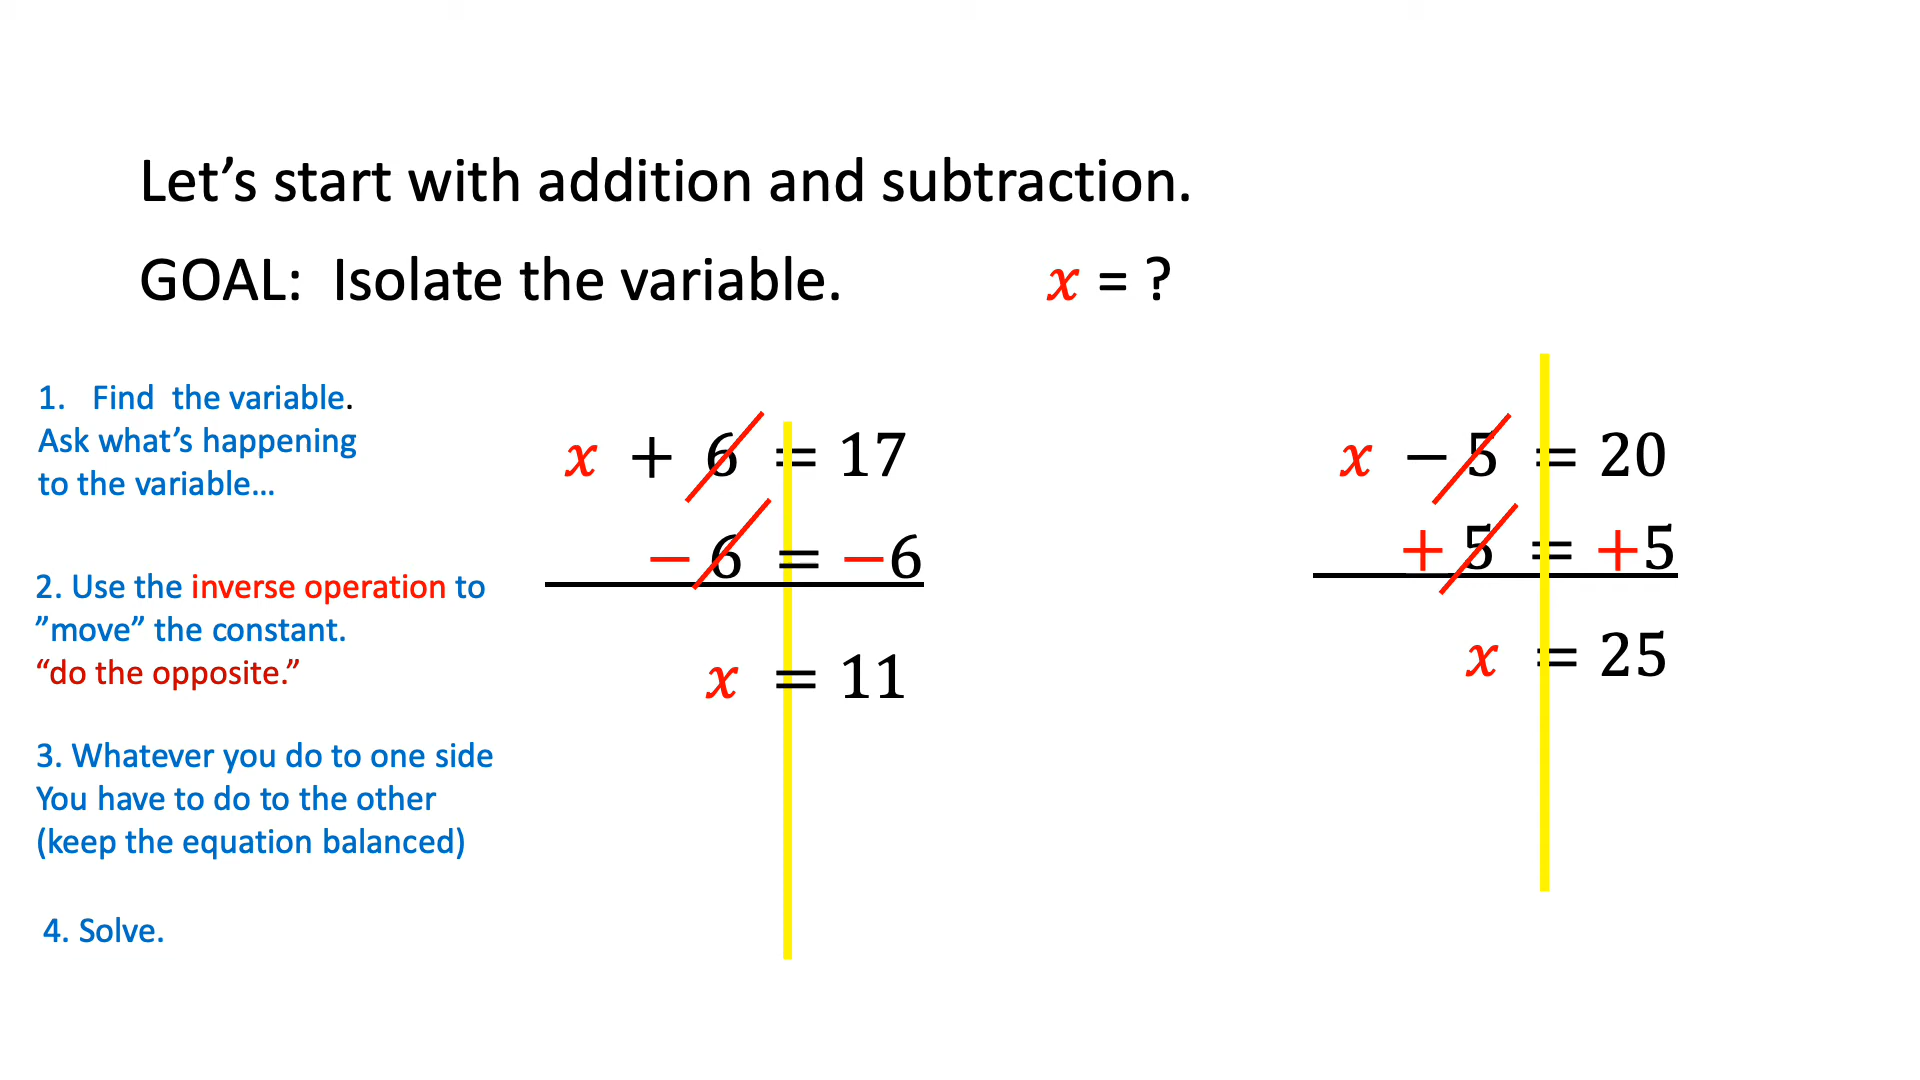 Let’s start with addition and subtraction.
GOAL:  Isolate the variable.  x = ?
1.  Find  the variable.
Ask what’s happening
to the variable...
2. Use the inverse operation to
”move” the constant.
“do the opposite.”
3. Whatever you do to one side
You have to do to the other
(keep the equation balanced)
4. Solve.
x + 6 = 17
− 6 = −6
x = 11
x − 5 = 20
+ 5 = +5
x = 25